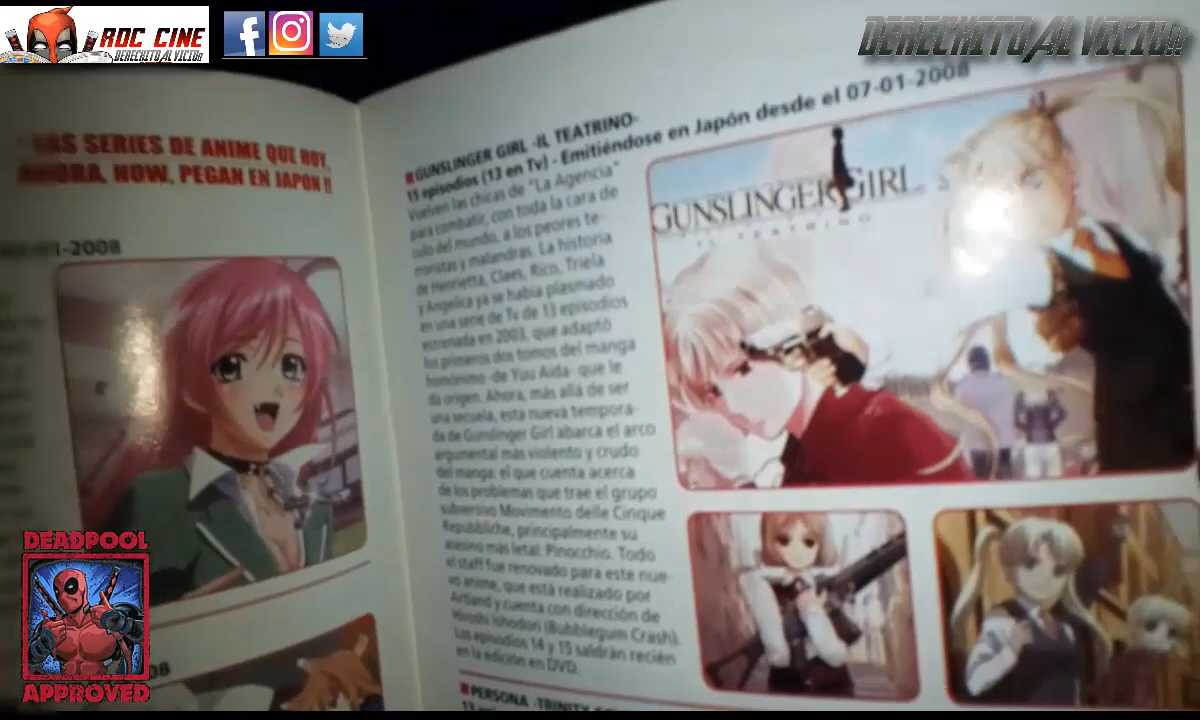 RDC CINE
DERECHITO AL VICIO!!
DERECHITO AL VICIO!!
LAS SERIES DE ANIME QUE HOY,
AHORA, NOW, PEGAN EN JAPON !!
-01-2008
GUNSLINGER GIRL -IL TEATRINO-
15 episodios (13 en Tv) - Emitiéndose en Japón desde el 07-01-2008
Vuelven las chicas de "La Agencia"
para combatir, con toda la cara de
culo del mundo, a los peores te-
rroristas y malandras. La historia
de Henrietta, Claes, Rico, Triela
y Angelica ya se había plasmado
en una serie de Tv de 13 episodios
estrenada en 2003, que adaptó
los primeros dos tomos del manga
homónimo -de Yuu Aida- que le
da origen. Ahora, más allá de ser
una secuela, esta nueva tempora-
da de Gunslinger Girl abarca el arco
argumental más violento y crudo
del manga: el que cuenta acerca
de los problemas que trae el grupo
subversivo Movimento delle Cinque
Repubbliche, principalmente su
asesino más letal: Pinocchio. Todo
el staff fue renovado para este nue-
vo anime, que está realizado por
Artland y cuenta con dirección de
Hiroshi Ishodori (Bubblegum Crash).
Los episodios 14 y 15 saldrán recién
en la edición en DVD.
GUNSLINGER GIRL
IL TEATRINO
PERSONA -TRINITY
13
08
DEADPOOL
APPROVED